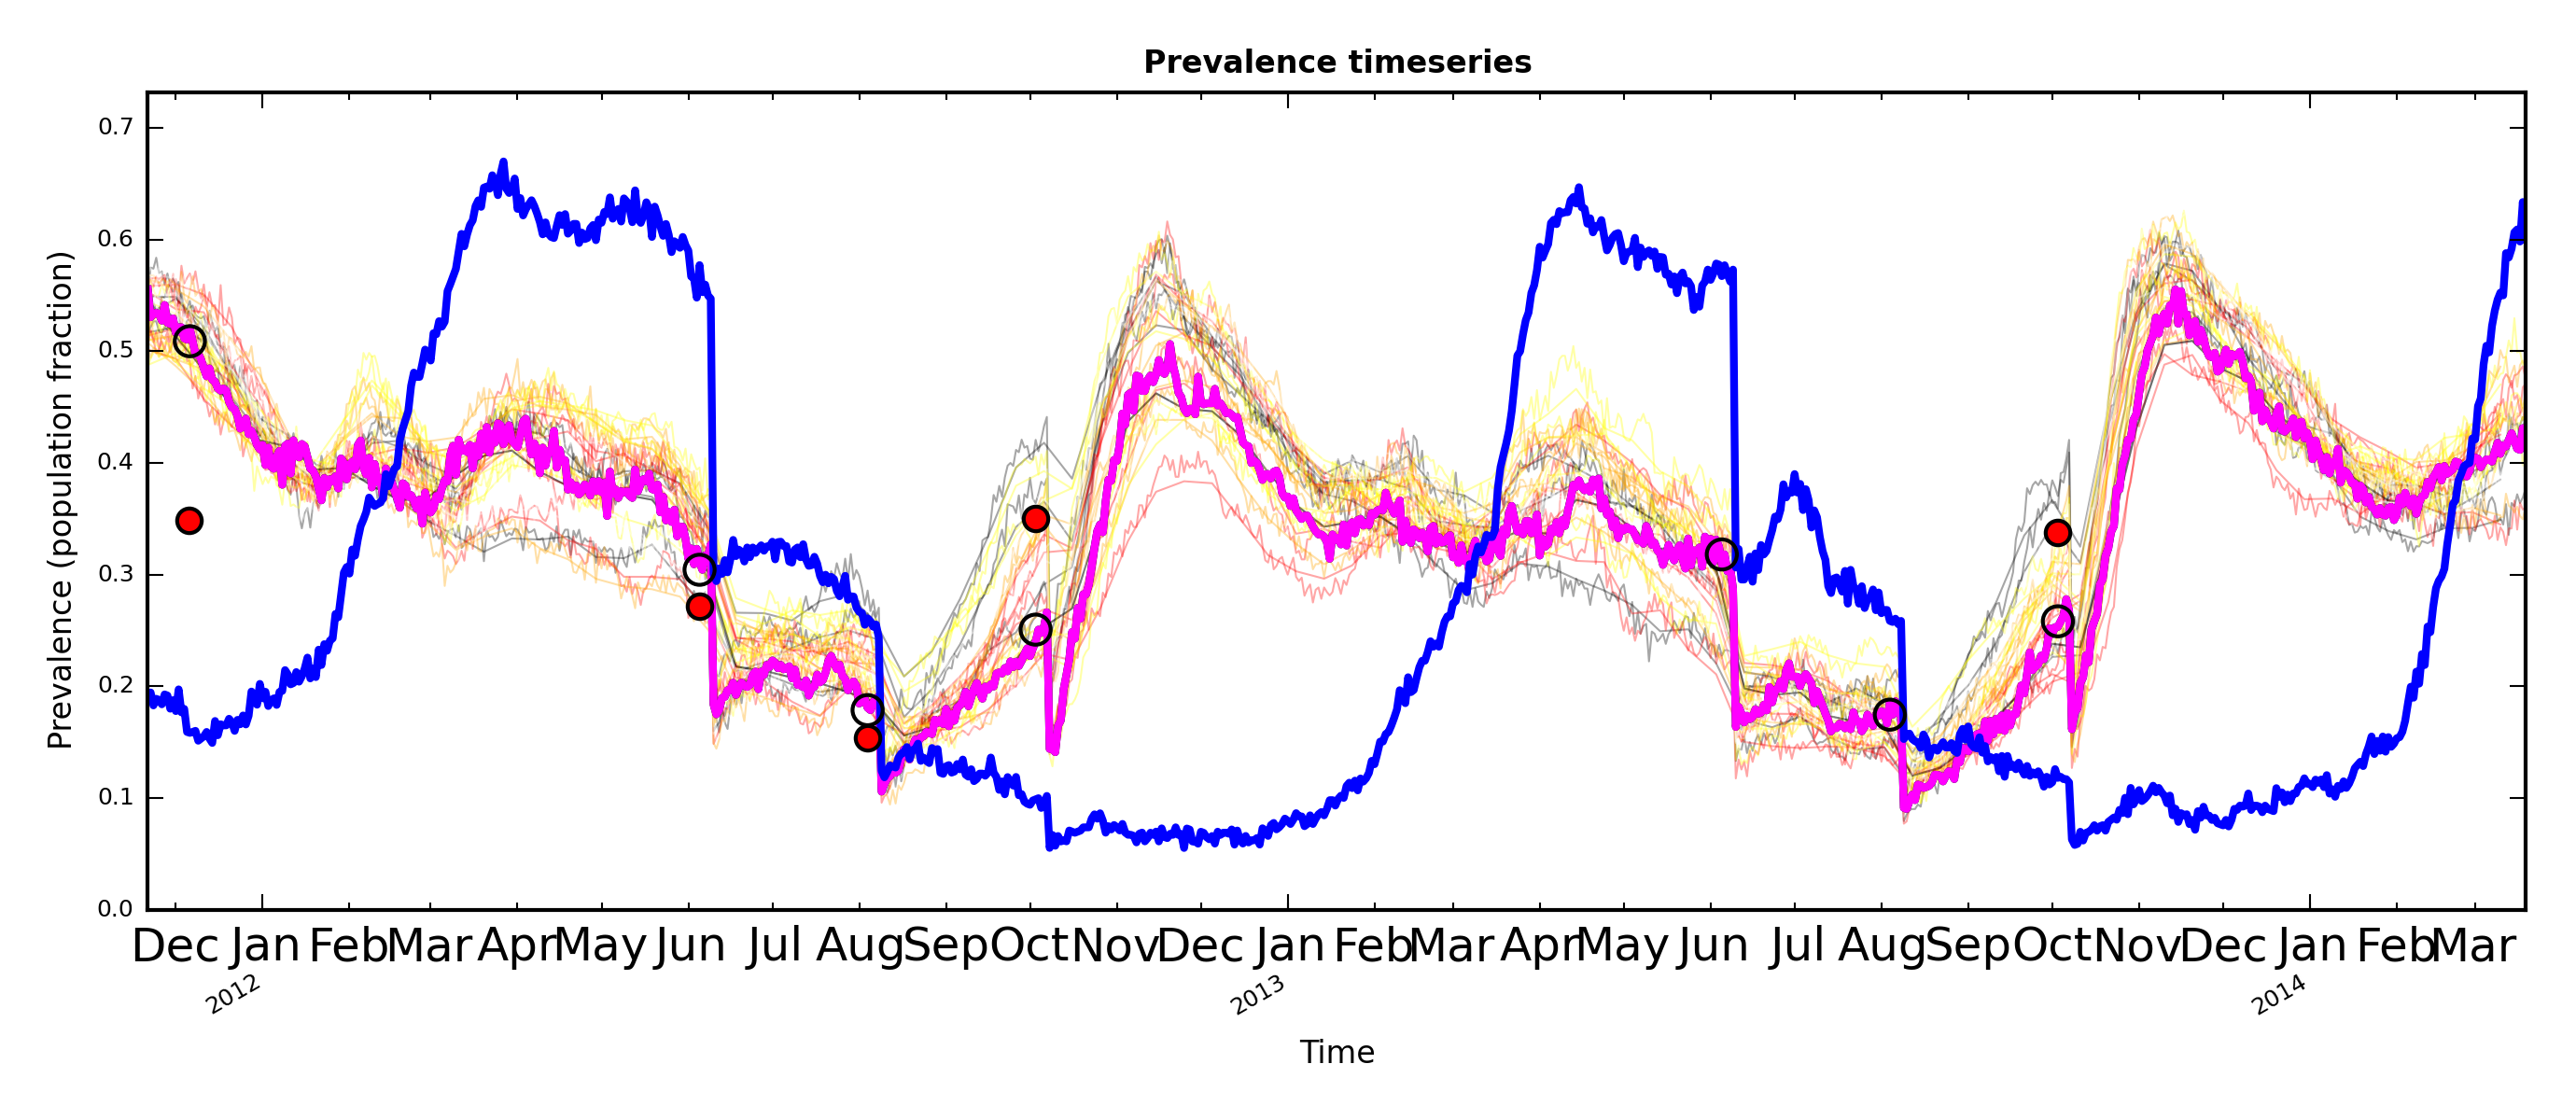 Prevalence timeseries
Prevalence (population fraction)
0.7
0.6
0.5
0.4
0.3
0.2
0.1
0.0
Dec Jan Feb Mar Apr May Jun Jul Aug Sep Oct Nov Dec Jan Feb Mar Apr May Jun Jul Aug Sep Oct Nov Dec Jan Feb Mar
2012 2013 2014
Time